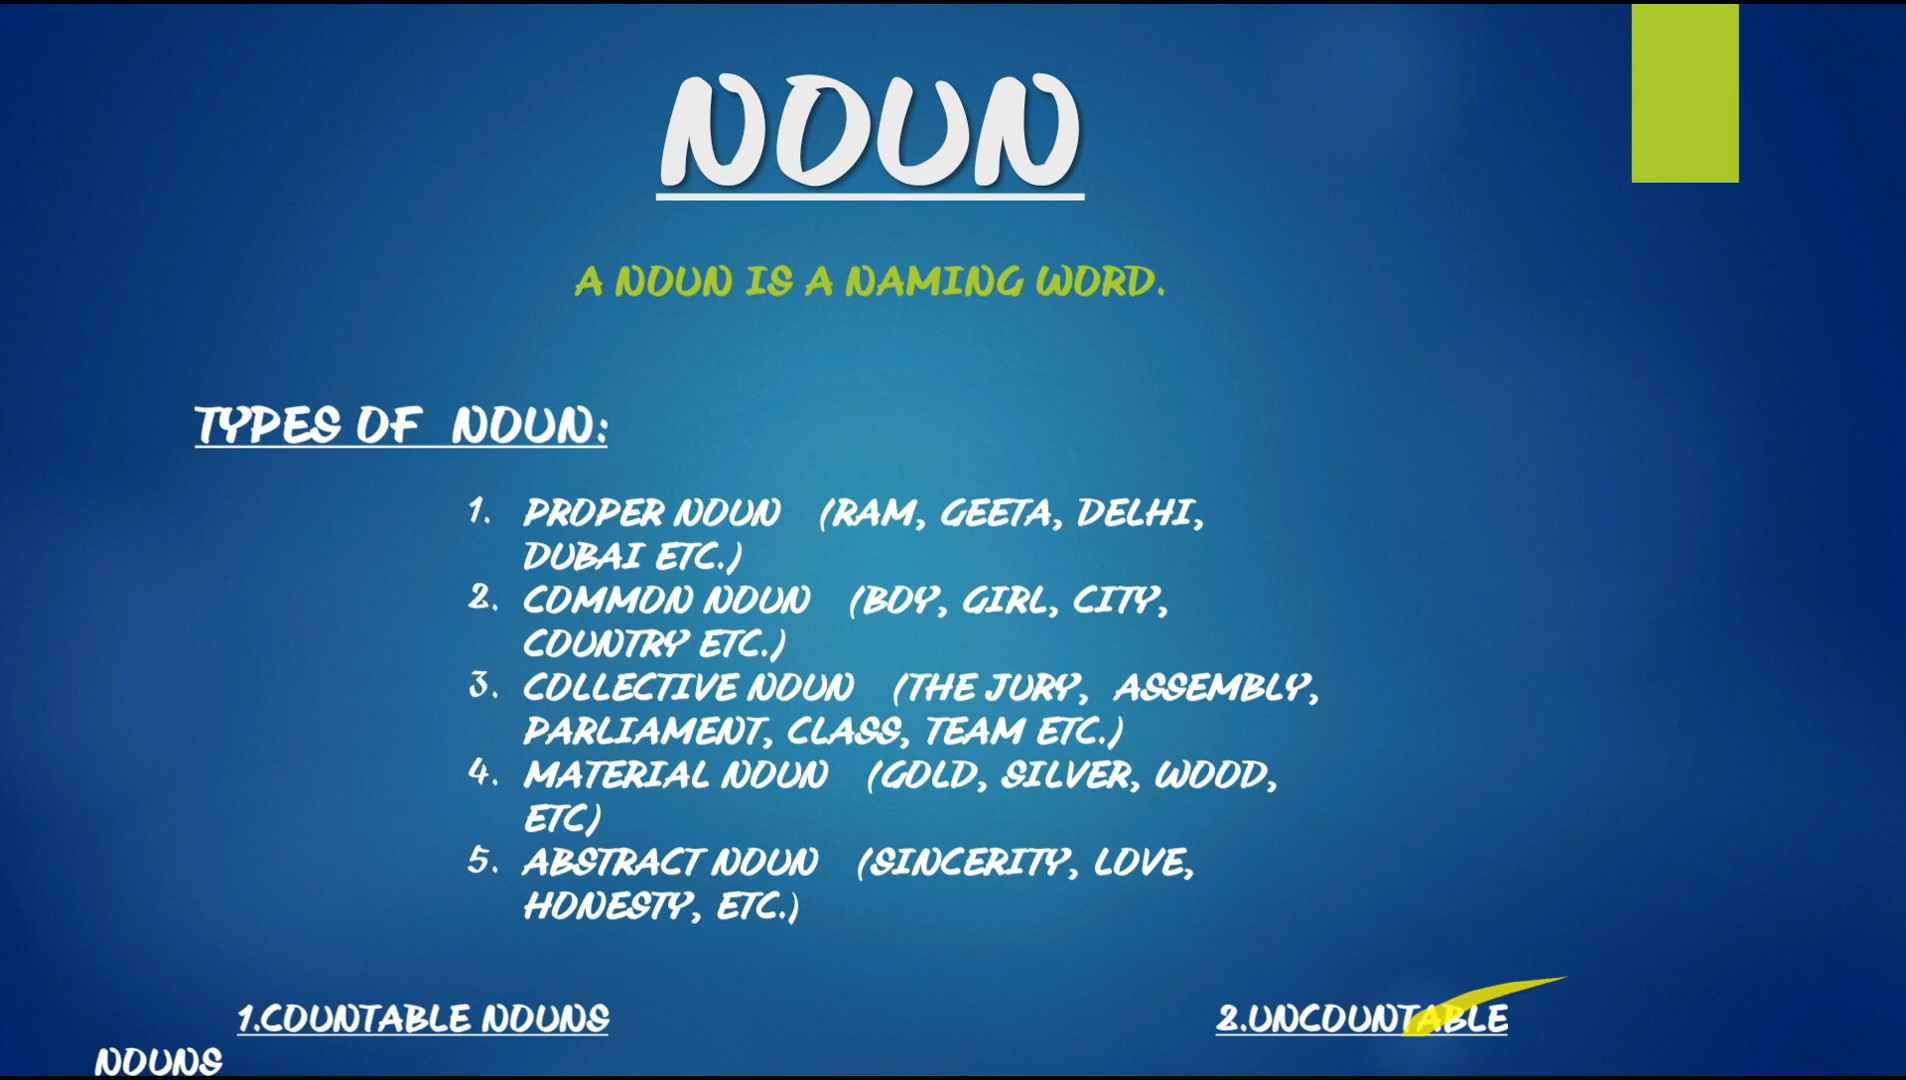 NOUN
A NOUN IS A NAMING WORD.
TYPES OF NOUN:
1. PROPER NOUN (RAM, GEETA, DELHI,
DUBAI ETC.)
2. COMMON NOUN (BOY, GIRL, CITY,
COUNTRY ETC.)
3. COLLECTIVE NOUN (THE JURY, ASSEMBLY,
PARLIAMENT, CLASS, TEAM ETC.)
4. MATERIAL NOUN (GOLD, SILVER, WOOD,
ETC)
5. ABSTRACT NOUN (SINCERITY, LOVE,
HONESTY, ETC.)
1.COUNTABLE NOUNS 2.UNCOUNTABLE
NOUNS